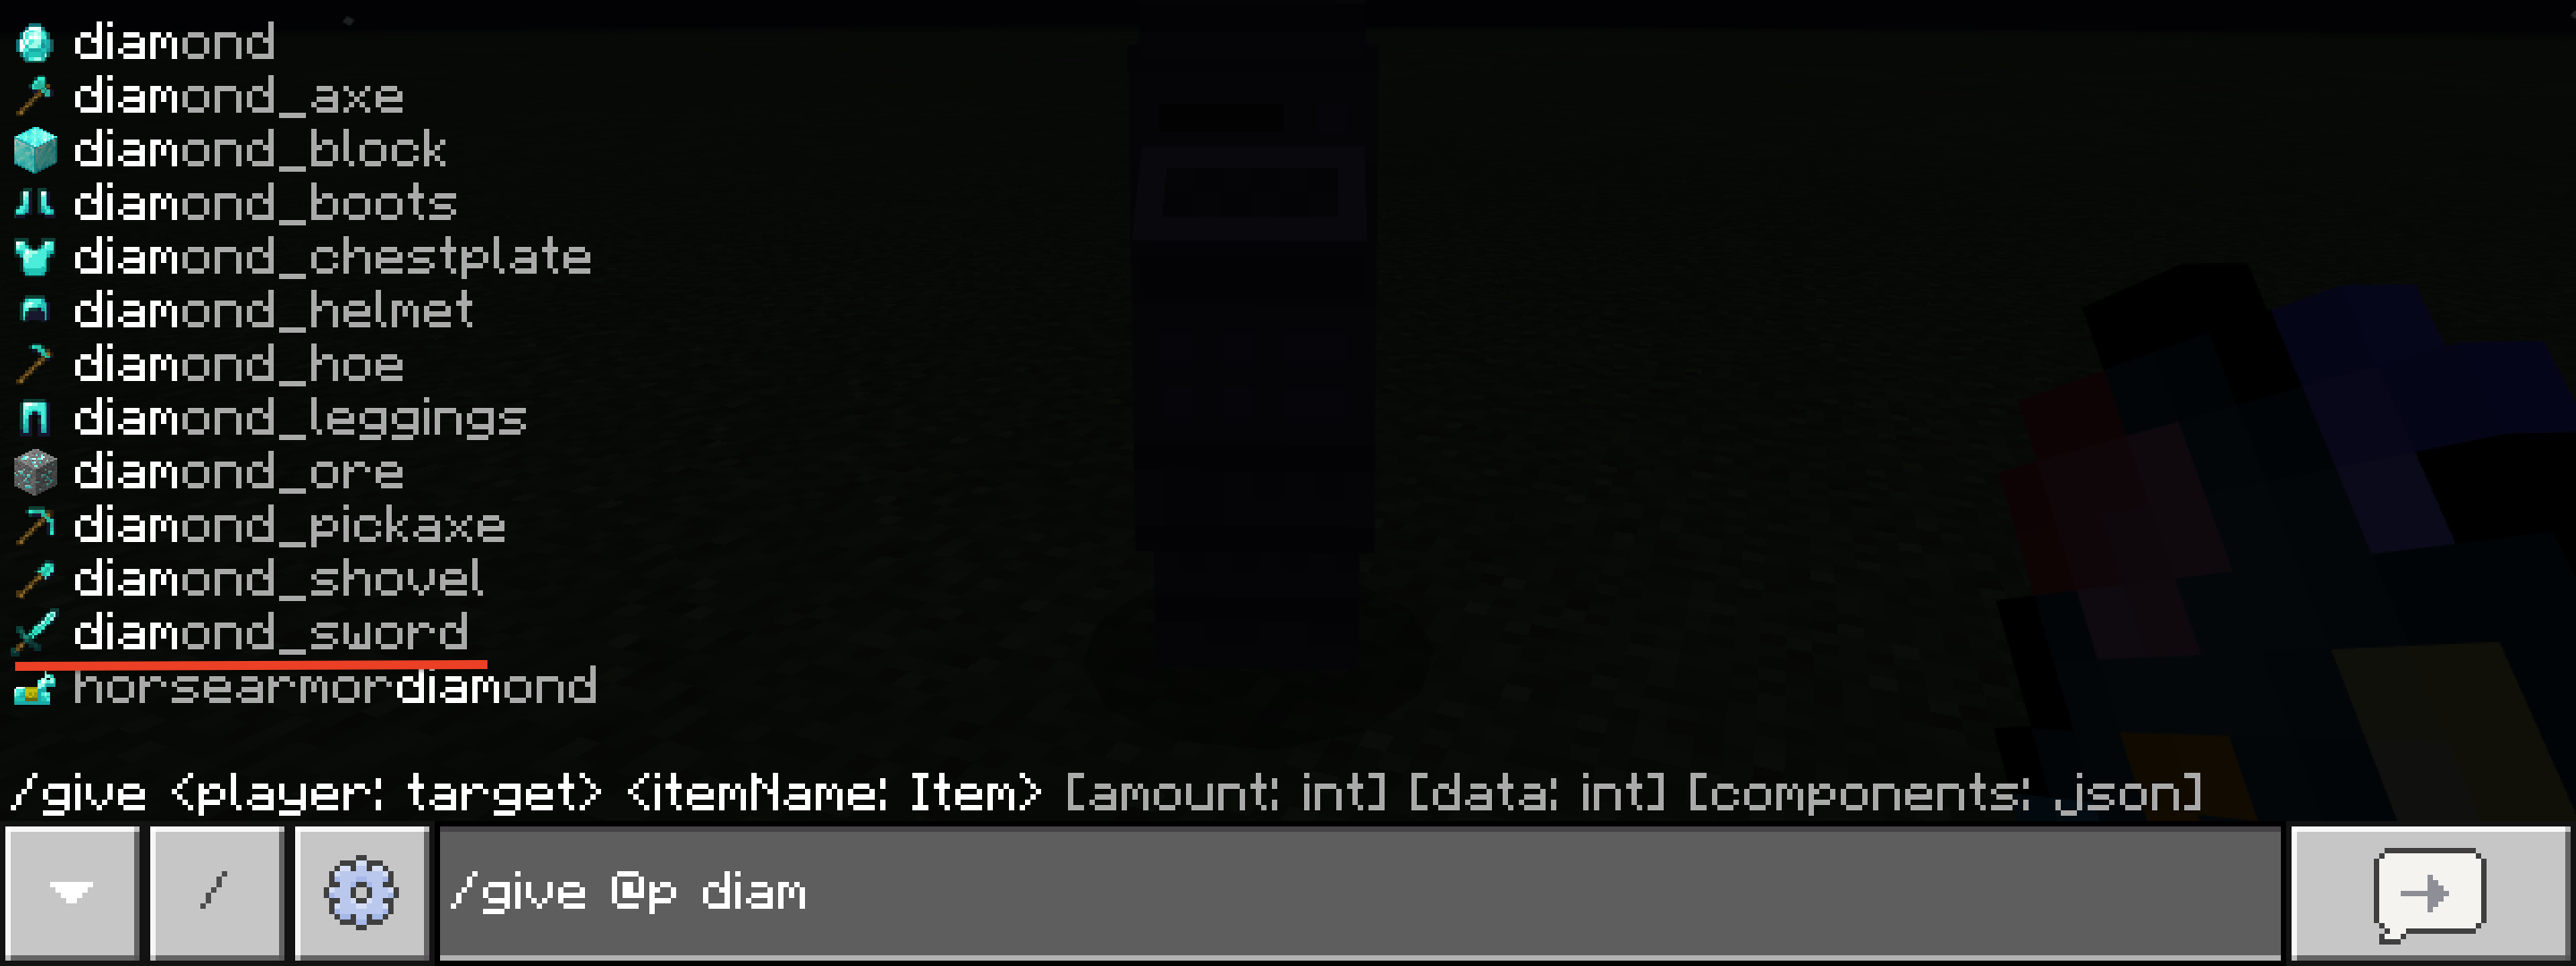 diamond
diamond_axe
diamond_block
diamond_boots
diamond_chestplate
diamond_helmet
diamond_hoe
diamond_leggings
diamond_ore
diamond_pickaxe
diamond_shovel
diamond_sword
horsearmordiamond
/give <player: target> <itemName: Item> [amount: int] [data: int] [components: json]
/
/give @p diam